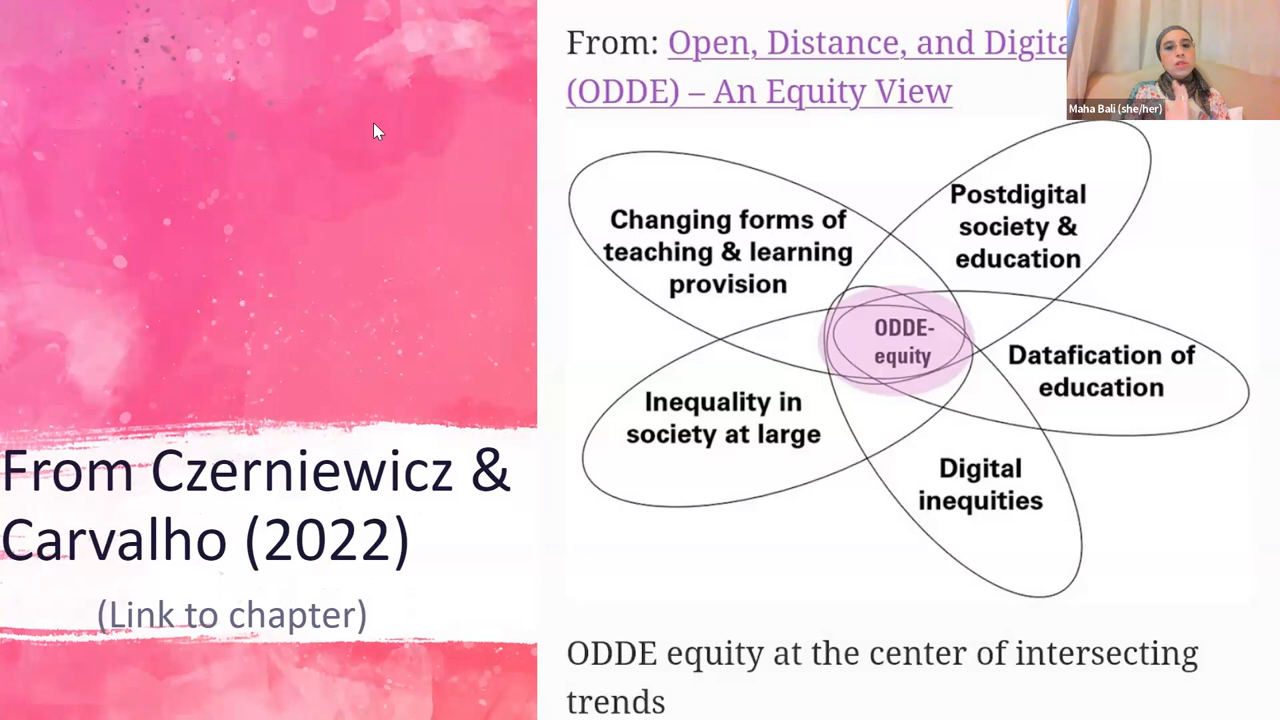 From Czerniewicz &
Carvalho (2022)
(Link to chapter)
From: Open, Distance, and
(ODDE) – An Equity View
Maha Bali (she/her)
Changing forms of
teaching & learning
provision
Postdigital
society &
education
ODDE-
equity
Datafication of
education
Inequality in
society at large
Digital
inequities
ODDE equity at the center of intersecting
trends